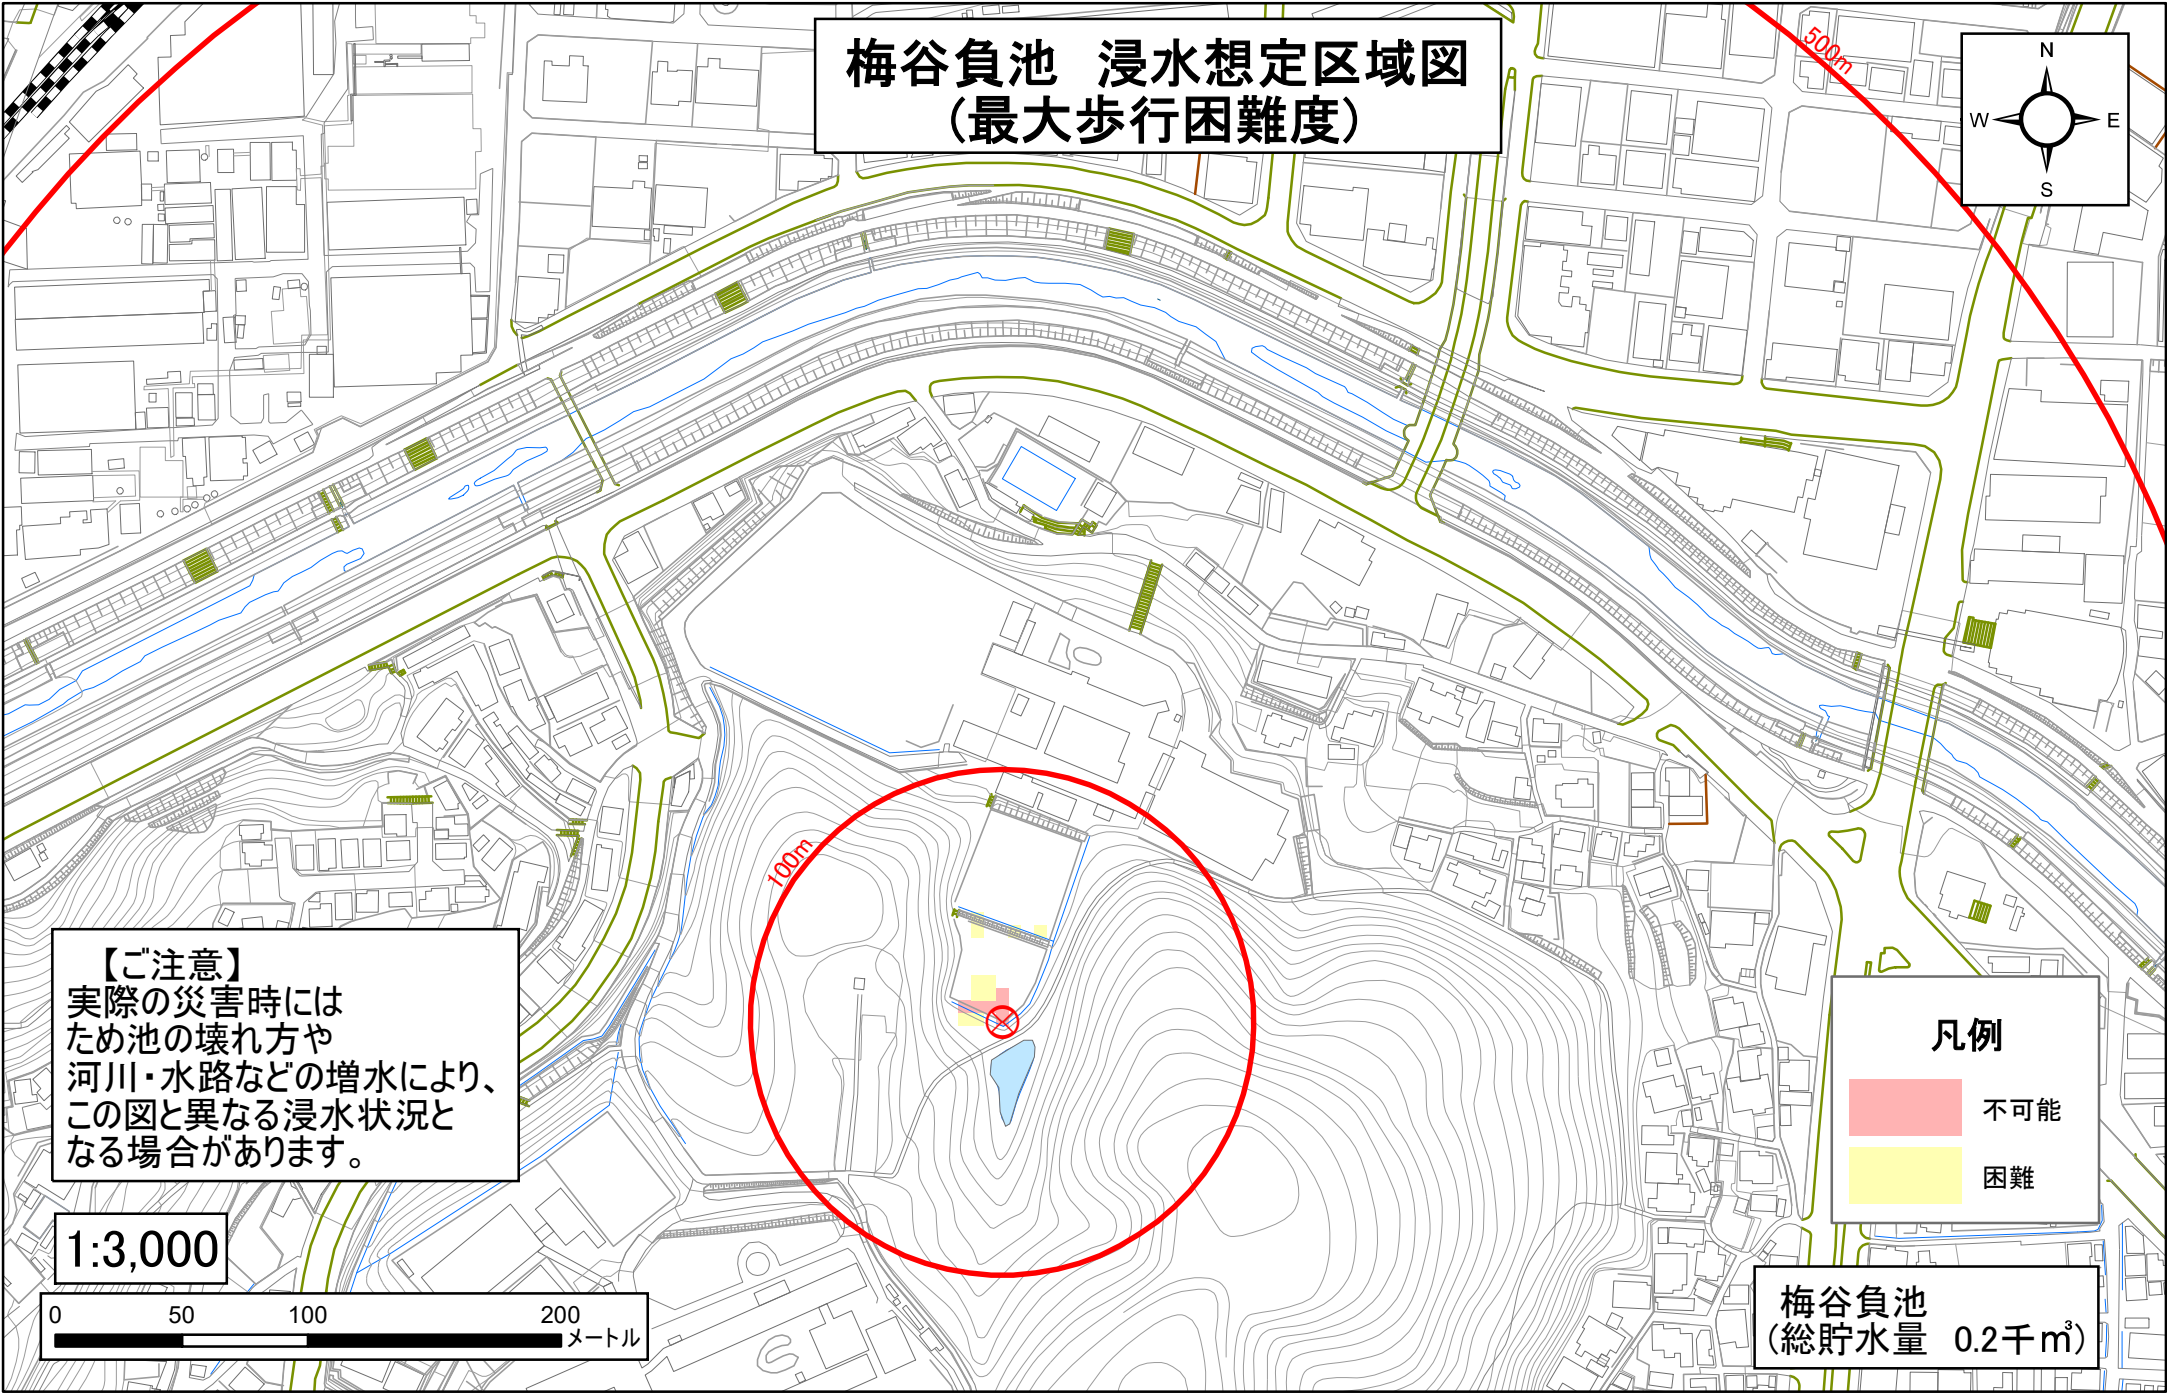 梅谷負池　浸水想定区域図
（最大歩行困難度）
500m
N
W
E
S
100m
【ご注意】
実際の災害時には
ため池の壊れ方や
河川・水路などの増水により、
この図と異なる浸水状況と
なる場合があります。
凡例
不可能
困難
1:3,000
0 50 100 200
メートル
梅谷負池
（総貯水量　0.2千㎥）